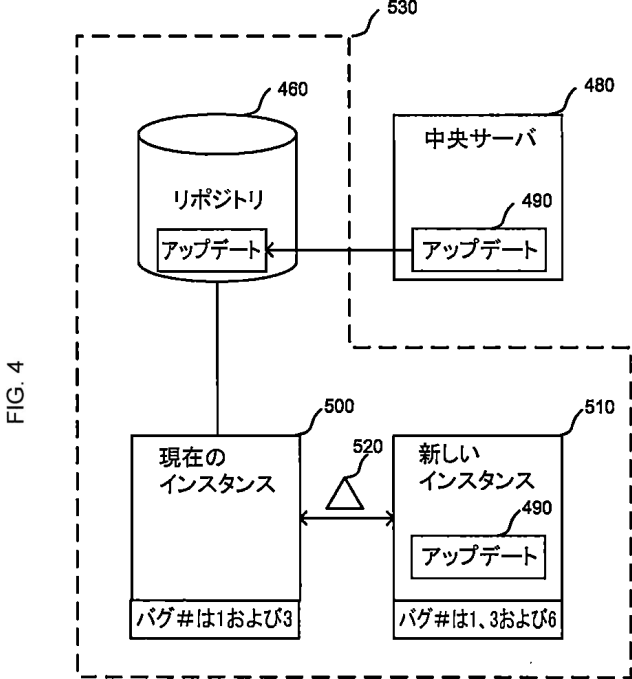 530
460
480
中央サーバ
リポジトリ
490
アップデート
アップデート
FIG. 4
500
510
現在の
インスタンス
520
新しい
インスタンス
490
アップデート
バグ＃は1および3
バグ＃は1、3および6